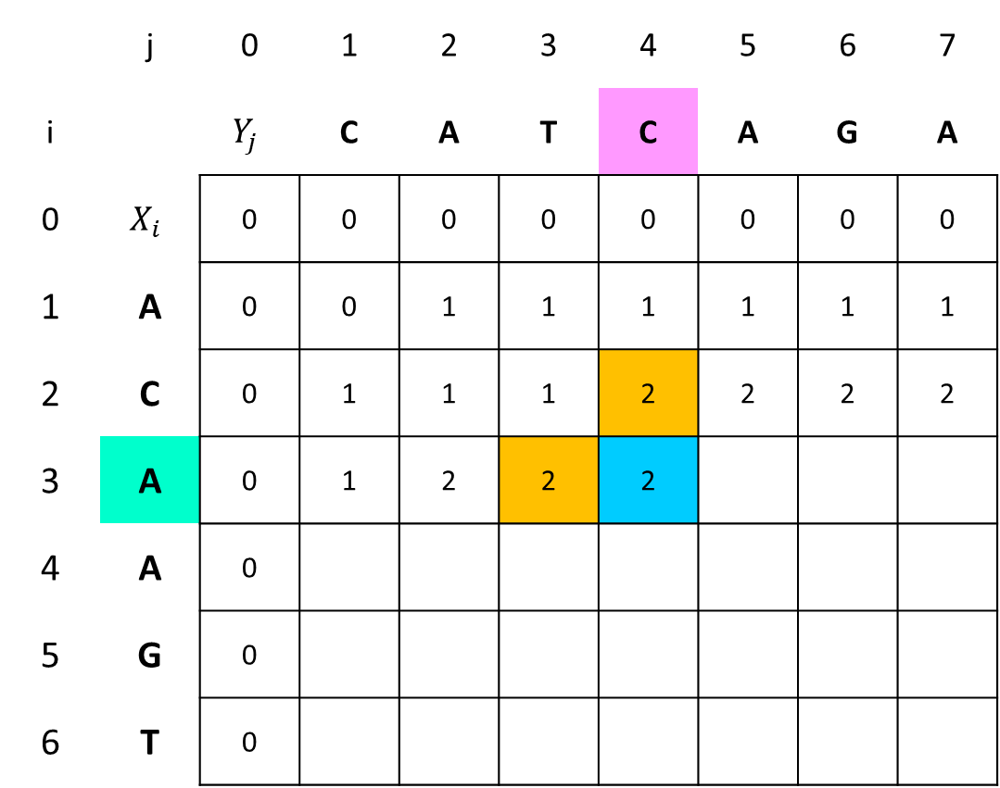 j 0 1 2 3 4 5 6 7
i Yj C A T C A G A
0 Xi 0 0 0 0 0 0 0 0
1 A 0 0 1 1 1 1 1 1
2 C 0 1 1 1 2 2 2 2
3 A 0 1 2 2 2
4 A 0
5 G 0
6 T 0